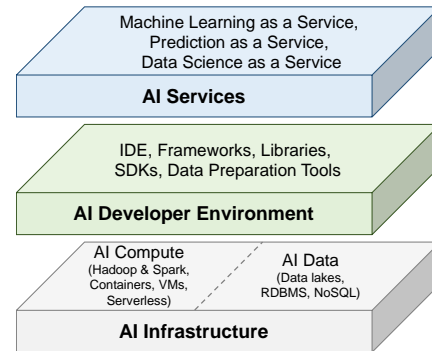 Machine Learning as a Service,
Prediction as a Service,
Data Science as a Service
AI Services
IDE, Frameworks, Libraries,
SDKs, Data Preparation Tools
AI Developer Environment
AI Compute
(Hadoop & Spark,
Containers, VMs,
Serverless)
AI Data
(Data lakes,
RDBMS, NoSQL)
AI Infrastructure